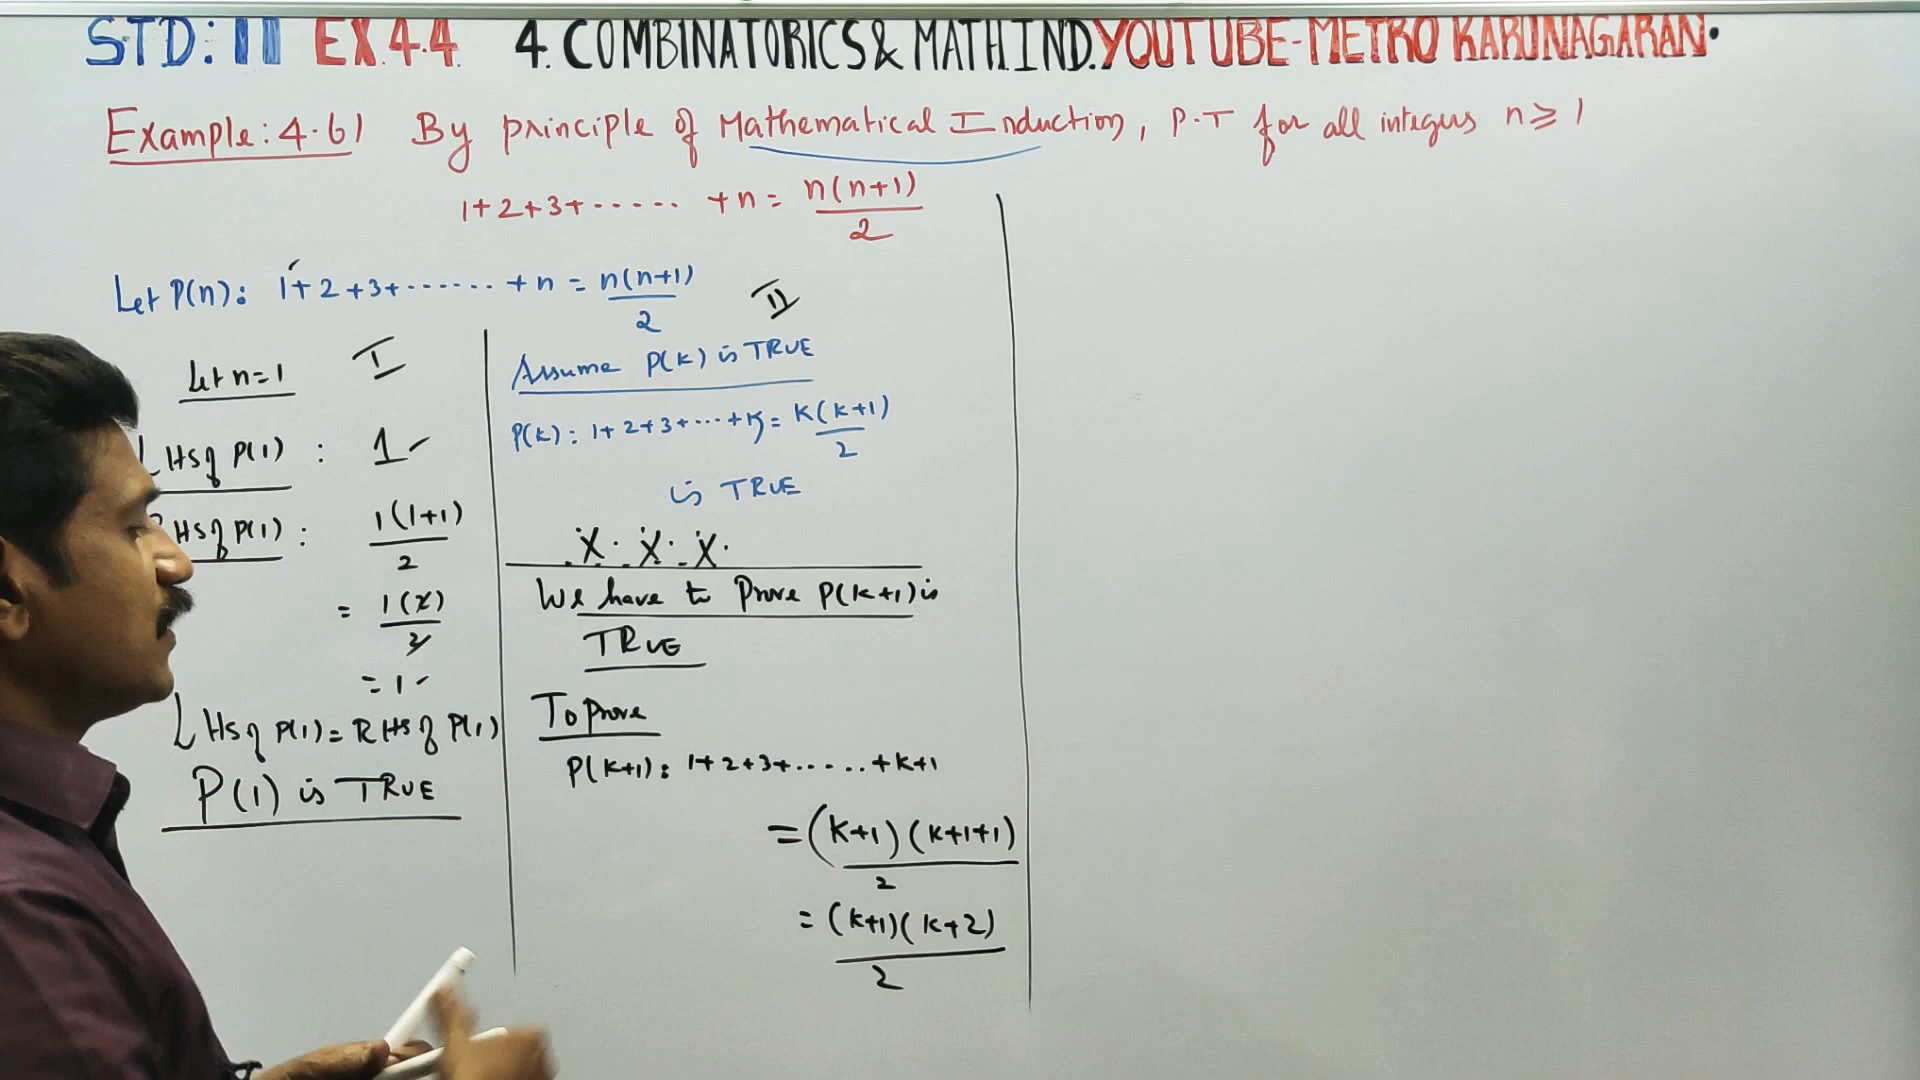 STD: 11 EX.4.4. 4. COMBINATORICS & MATH.IND. YOUTUBE-METRO KARUNAGARAN.
Example: 4.61 By principle of Mathematical Induction, P.T for all integers n ≥ 1
1+2+3+...... +n = n(n+1)/2
Let P(n): 1+2+3+....... +n = n(n+1)/2
Let n=1 I
LHS of P(1) : 1
RHS of P(1) : 1(1+1)/2
= 1(2)/2
= 1
LHS of P(1) = RHS of P(1)
P(1) is TRUE
II
Assume P(k) is TRUE
P(k): 1+2+3+....+k = k(k+1)/2
is TRUE
.X. .X. .X.
We have to Prove P(k+1) is
TRUE
To prove
P(k+1): 1+2+3+......+k+1
= (k+1)(k+1+1)/2
= (k+1)(k+2)/2